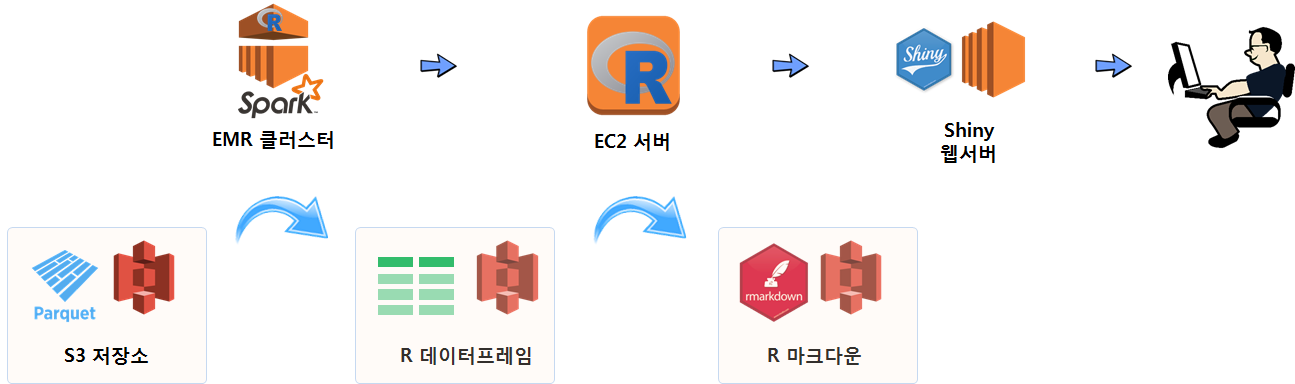 R
Spark
EMR 클러스터
R
EC2 서버
Shiny
Shiny
웹서버
Parquet
S3 저장소
R 데이터프레임
rmarkdown
R 마크다운